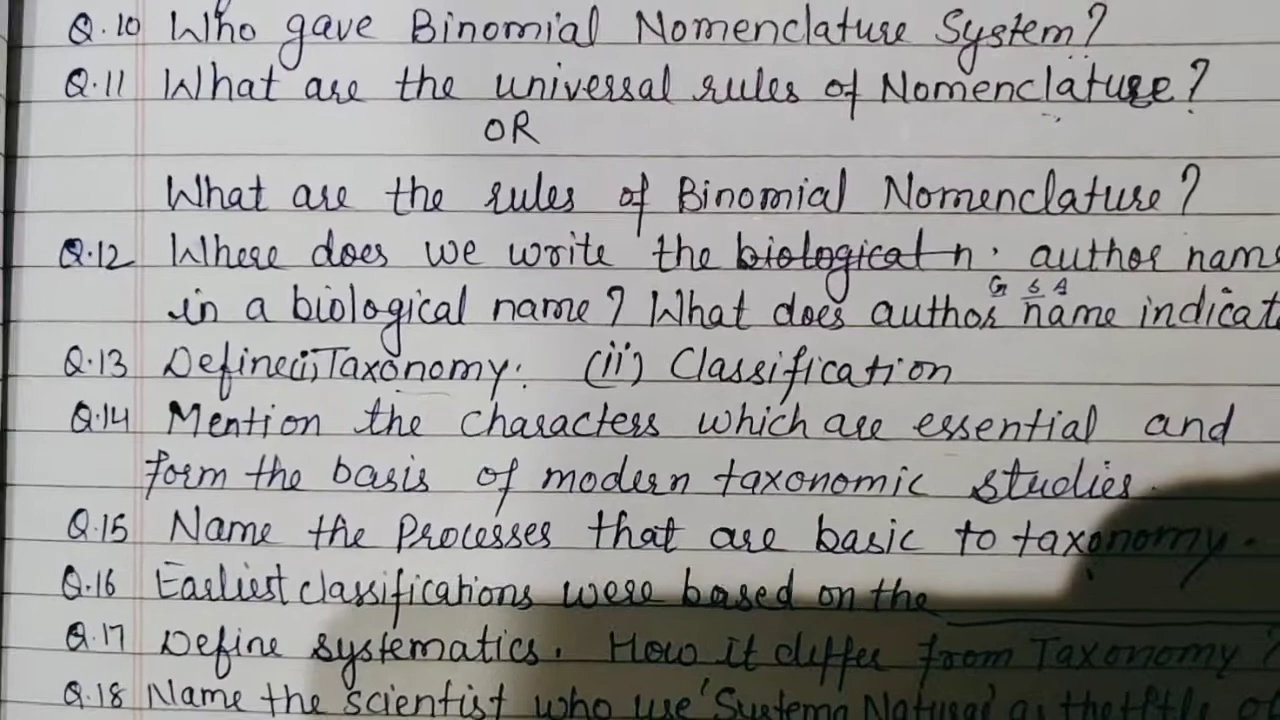 Q.10 Who gave Binomial Nomenclature System?
Q.11 What are the universal rules of Nomenclature?
OR
What are the rules of Binomial Nomenclature?
Q.12 Where does we write the biological n. author name
G S A
in a biological name? What does author name indicat
Q.13 Define (i) Taxonomy. (ii) Classification
Q.14 Mention the characters which are essential and
form the basis of modern taxonomic studies.
Q.15 Name the Processes that are basic to taxonomy.
Q.16 Earliest classifications were based on the
Q.17 Define systematics. How it differ from Taxonomy?
Q.18 Name the scientist who use 'Systema Naturae' as the title of